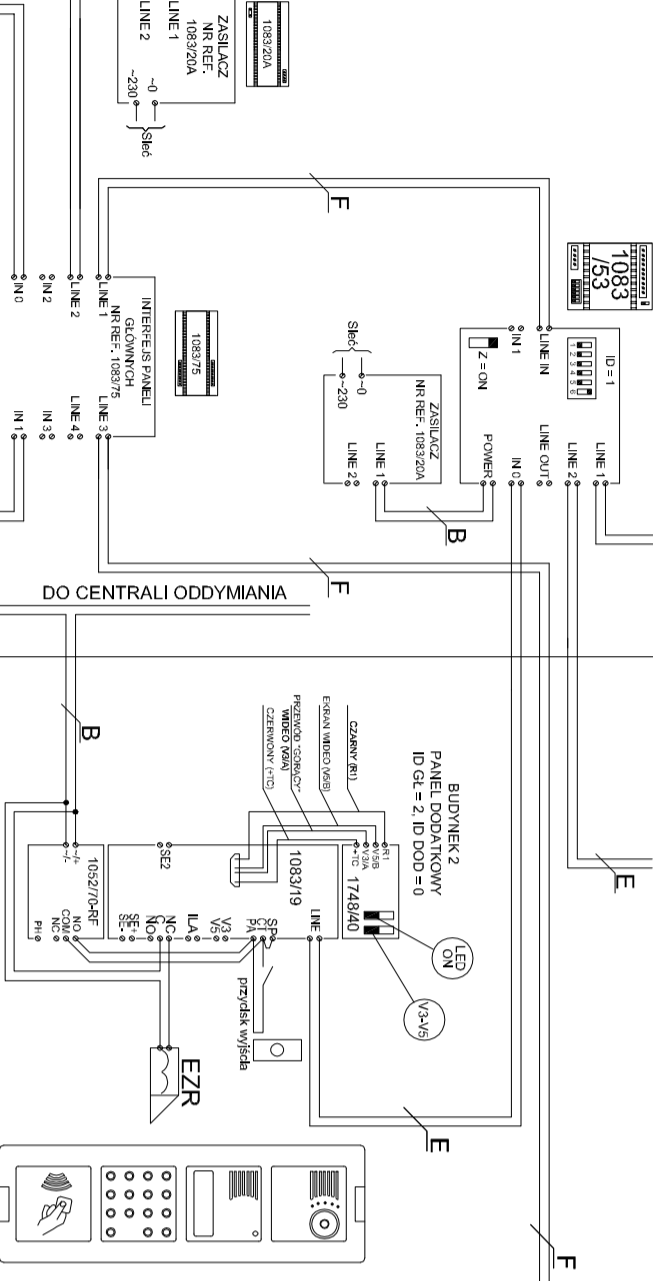 ZASILACZ
NR REF.
1083/20A
LINE 1
LINE 2
~0
~230
Sieć
1083/20A
F
INTERFEJS PANELI
GŁÓWNYCH
NR REF. 1083/75
LINE 1
LINE 2
IN 2
IN 0
LINE 3
LINE 4
IN 3
IN 1
1083/75
1083
/53
ID = 1
1 2 3 4 5 6
Z = ON
LINE IN
IN 1
LINE 1
LINE 2
LINE OUT
IN 0
POWER
ZASILACZ
NR REF. 1083/20A
Sieć
~0
~230
LINE 1
LINE 2
B
F
DO CENTRALI ODDYMIANIA
B
E
BUDYNEK 2
PANEL DODATKOWY
ID GŁ = 2, ID DOD = 0
CZARNY (R1)
EKRAN WIDEO (V5/B)
PRZEWÓD "GORĄCY"
WIDEO (V3/A)
CZERWONY (+TC)
R1
V5/B
V3/A
+TC
1748/40
LED
ON
V3-V5
1083/19
SE2
LINE
SP
CT
PA
V3
V5
ILA
NC
C
NO
SE+
SE-
przycisk wyjścia
1052/70-RF
~/+
~/-
NO
COM
NC
PH
EZR
E
F